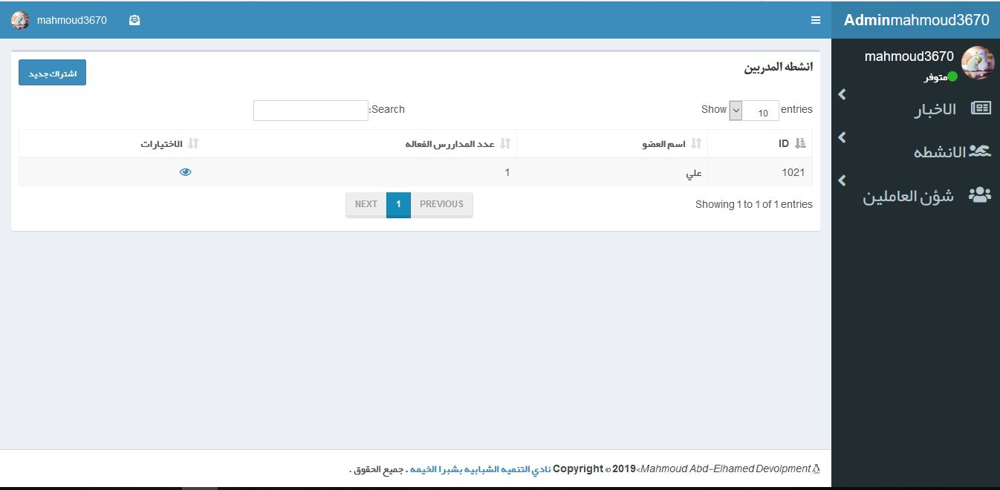 Adminmahmoud3670
mahmoud3670
mahmoud3670
متوفر
الاخبار
الانشطه
شؤن العاملين
انشطه المدربين
اشتراك جديد
Show 10 entries
Search:
ID
اسم العضو
عدد المداررس الفعاله
الاختيارات
1021
علي
1
Showing 1 to 1 of 1 entries
PREVIOUS
1
NEXT
Mahmoud Abd-Elhamed Devolpment> Copyright © 2019 نادي التنميه الشبابيه بشبرا الخيمه . جميع الحقوق .